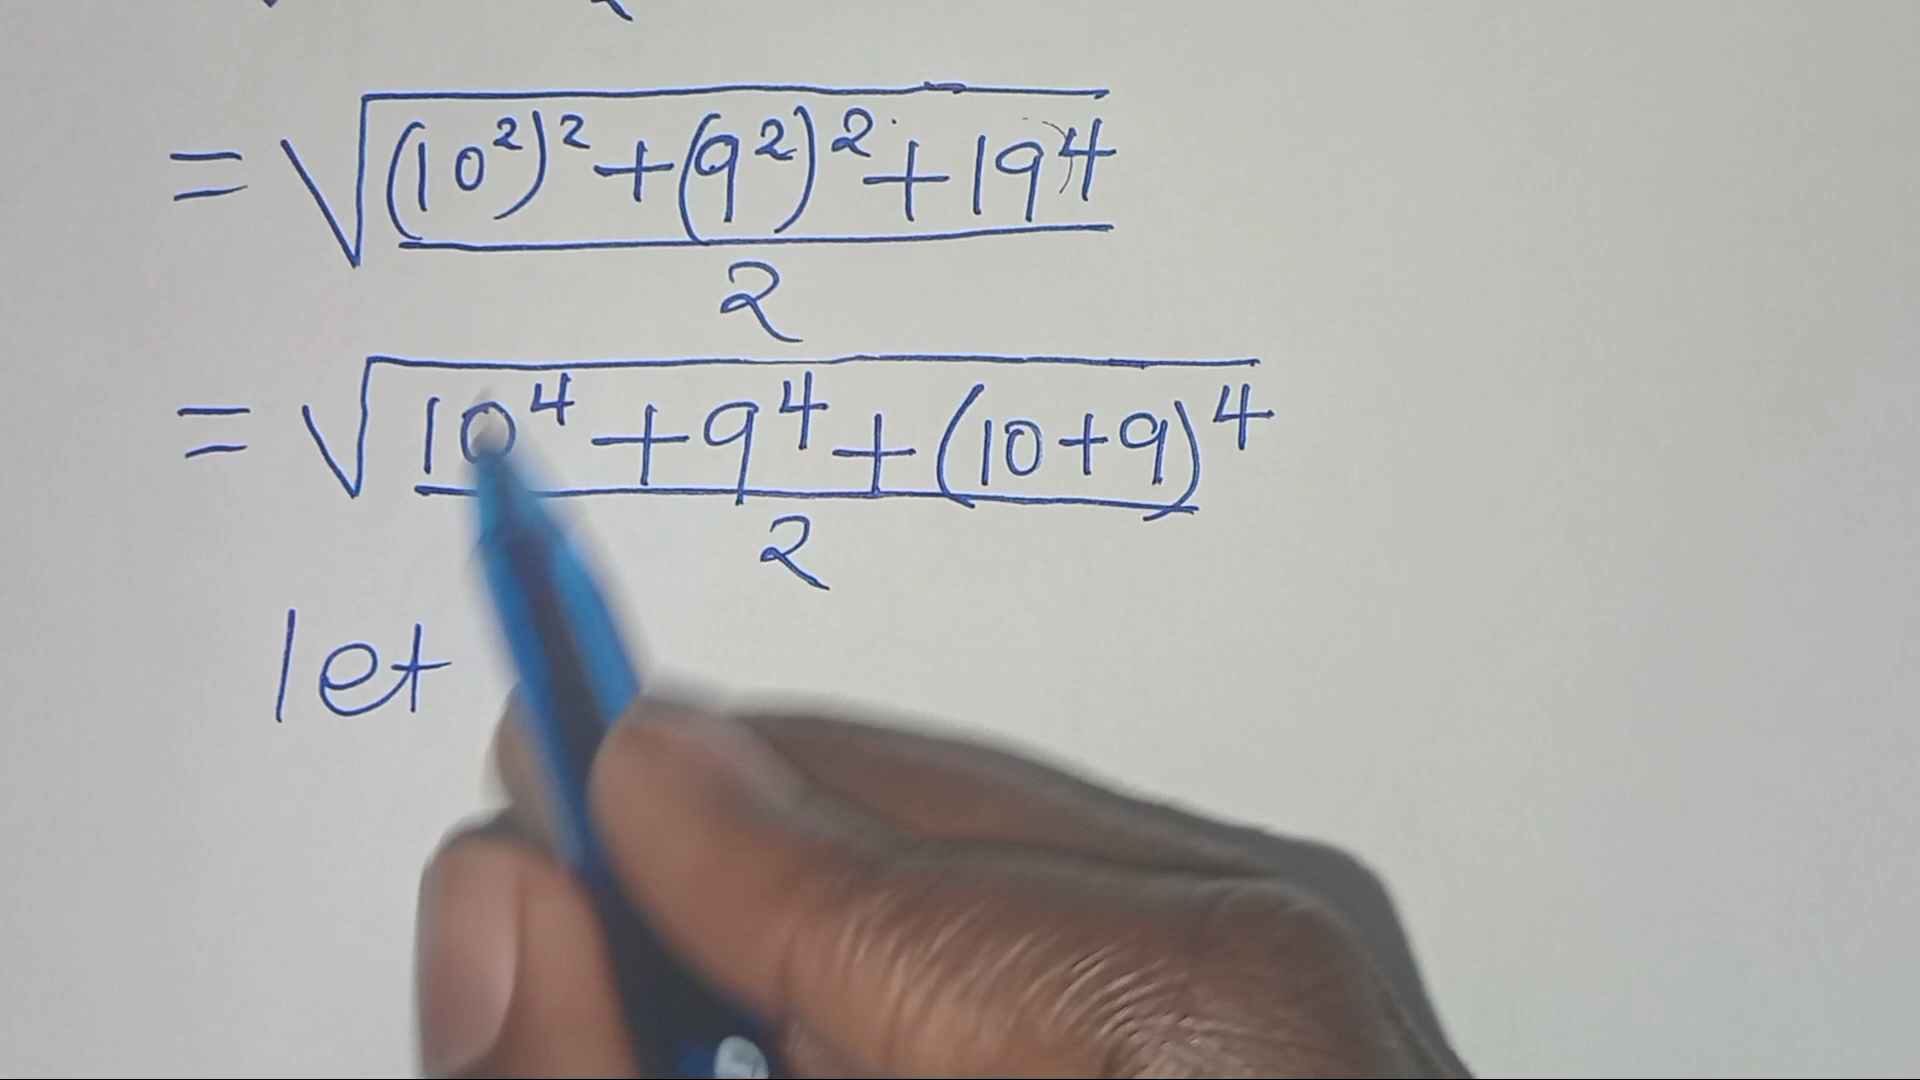 = √((10²)² + (9²)² + 19⁴)/2
= √(10⁴ + 9⁴ + (10+9)⁴)/2
let